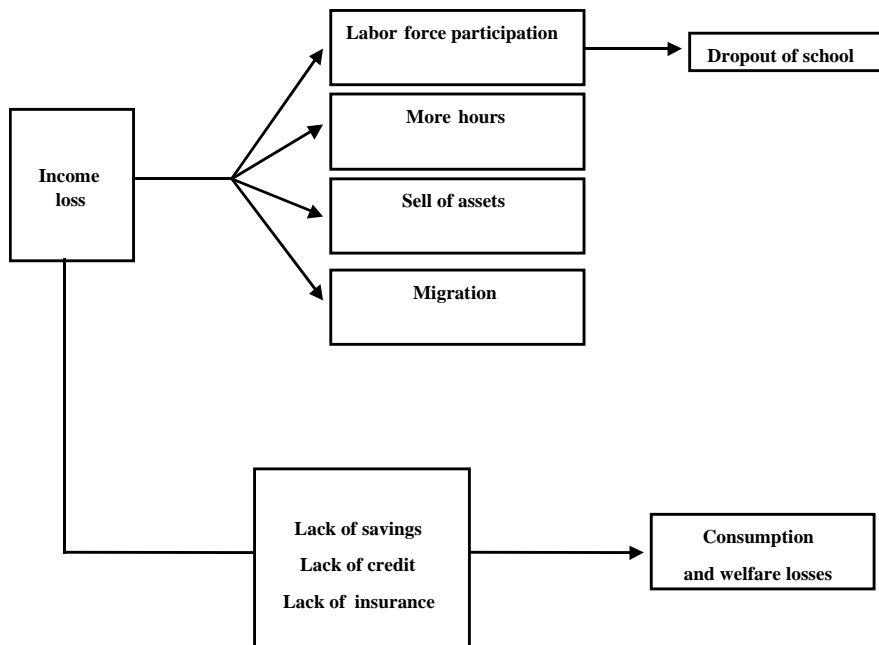 Labor force participation
Dropout of school
More hours
Income
loss
Sell of assets
Migration
Lack of savings
Lack of credit
Lack of insurance
Consumption
and welfare losses